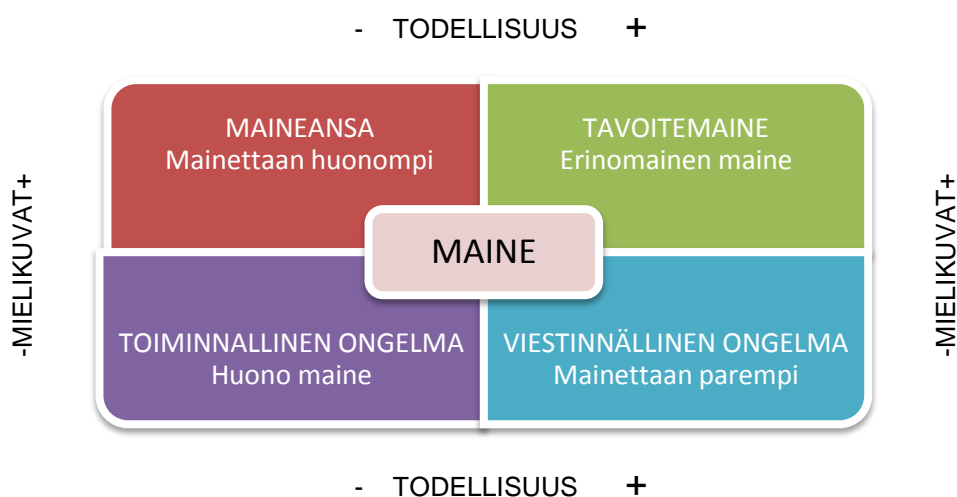 - TODELLISUUS +
MAINEANSA
Mainettaan huonompi
TAVOITEMAINE
Erinomainen maine
-MIELIKUVAT+
MAINE
-MIELIKUVAT+
TOIMINNALLINEN ONGELMA
Huono maine
VIESTINNÄLLINEN ONGELMA
Mainettaan parempi
- TODELLISUUS +